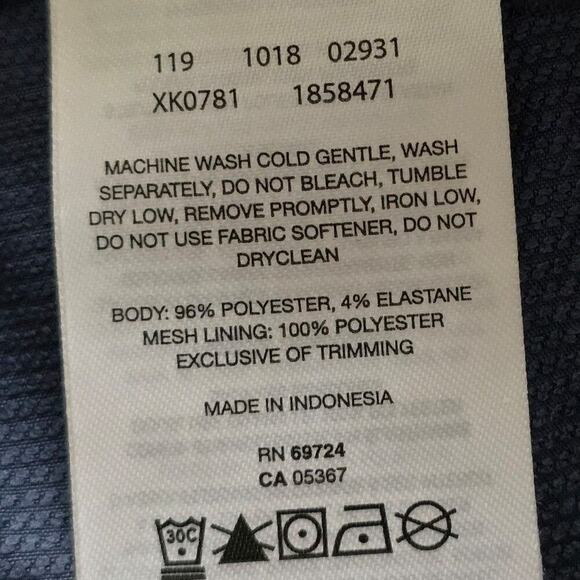 119 1018 02931
XK0781 1858471
MACHINE WASH COLD GENTLE, WASH
SEPARATELY, DO NOT BLEACH, TUMBLE
DRY LOW, REMOVE PROMPTLY, IRON LOW,
DO NOT USE FABRIC SOFTENER, DO NOT
DRYCLEAN
BODY: 96% POLYESTER, 4% ELASTANE
MESH LINING: 100% POLYESTER
EXCLUSIVE OF TRIMMING
MADE IN INDONESIA
RN 69724
CA 05367
30C